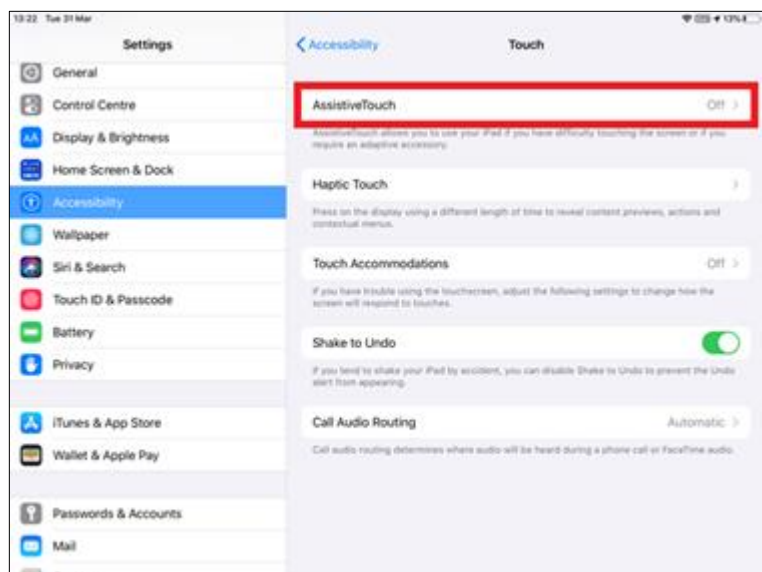 13:22 Tue 31 Mar
13%
Settings
General
Control Centre
Display & Brightness
Home Screen & Dock
Accessibility
Wallpaper
Siri & Search
Touch ID & Passcode
Battery
Privacy
iTunes & App Store
Wallet & Apple Pay
Passwords & Accounts
Mail
Accessibility
Touch
AssistiveTouch Off
AssistiveTouch allows you to use your iPad if you have difficulty touching the screen or if you
require an adaptive accessory.
Haptic Touch
Press on the display using a different length of time to reveal content previews, actions and
contextual menus.
Touch Accommodations Off
If you have trouble using the touchscreen, adjust the following settings to change how the
screen will respond to touches.
Shake to Undo
If you tend to shake your iPad by accident, you can disable Shake to Undo to prevent the Undo
alert from appearing.
Call Audio Routing Automatic
Call audio routing determines where audio will be heard during a phone call or FaceTime audio.